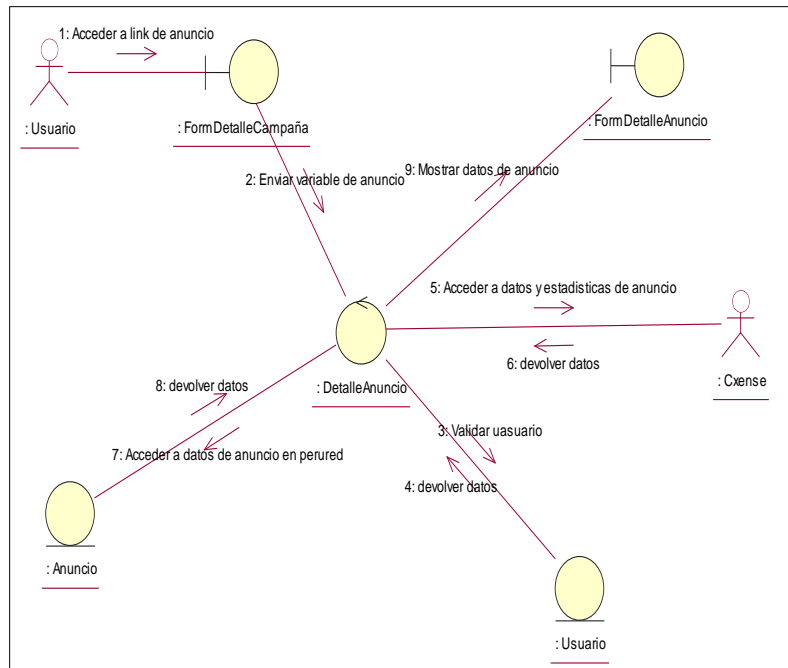 1: Acceder a link de anuncio
: Usuario
: FormDetalleCampaña
: FormDetalleAnuncio
2: Enviar variable de anuncio
9: Mostrar datos de anuncio
5: Acceder a datos y estadisticas de anuncio
6: devolver datos
: Cxense
: DetalleAnuncio
8: devolver datos
7: Acceder a datos de anuncio en perured
3: Validar uasuario
4: devolver datos
: Anuncio
: Usuario